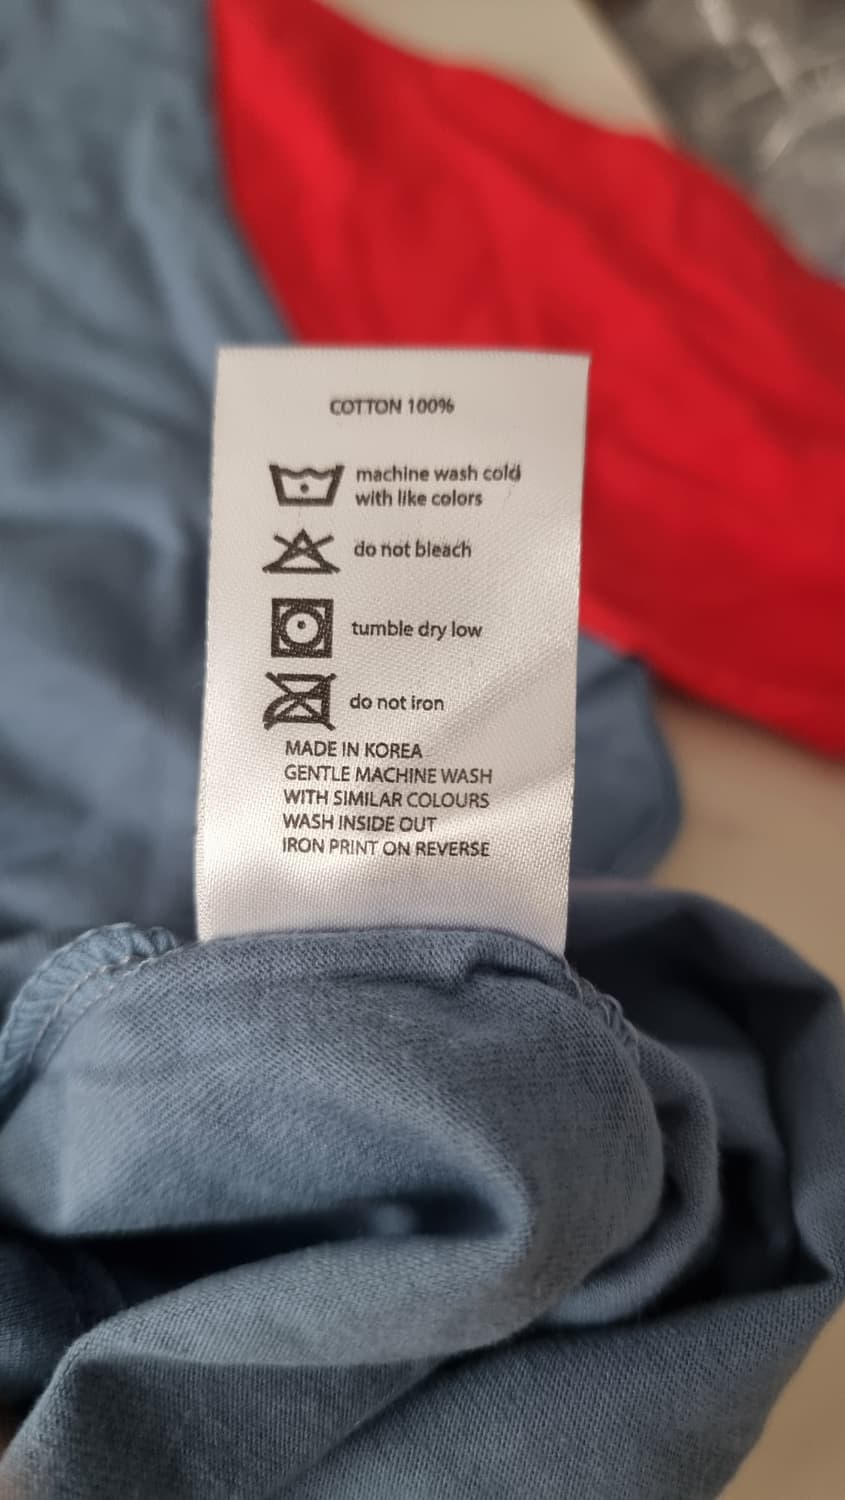 COTTON 100%
machine wash cold
with like colors
do not bleach
tumble dry low
do not iron
MADE IN KOREA
GENTLE MACHINE WASH
WITH SIMILAR COLOURS
WASH INSIDE OUT
IRON PRINT ON REVERSE